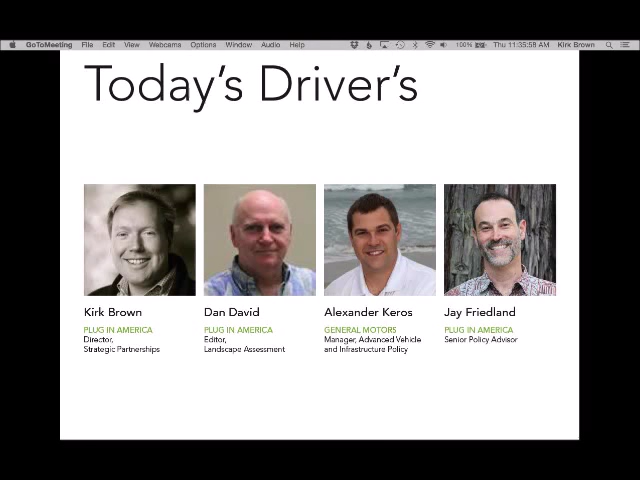 GoToMeeting File Edit View Webcams Options Window Audio Help 100% Thu 11:35:58 AM Kirk Brown
Today's Driver's
Kirk Brown
PLUG IN AMERICA
Director,
Strategic Partnerships
Dan David
PLUG IN AMERICA
Editor,
Landscape Assessment
Alexander Keros
GENERAL MOTORS
Manager, Advanced Vehicle
and Infrastructure Policy
Jay Friedland
PLUG IN AMERICA
Senior Policy Advisor